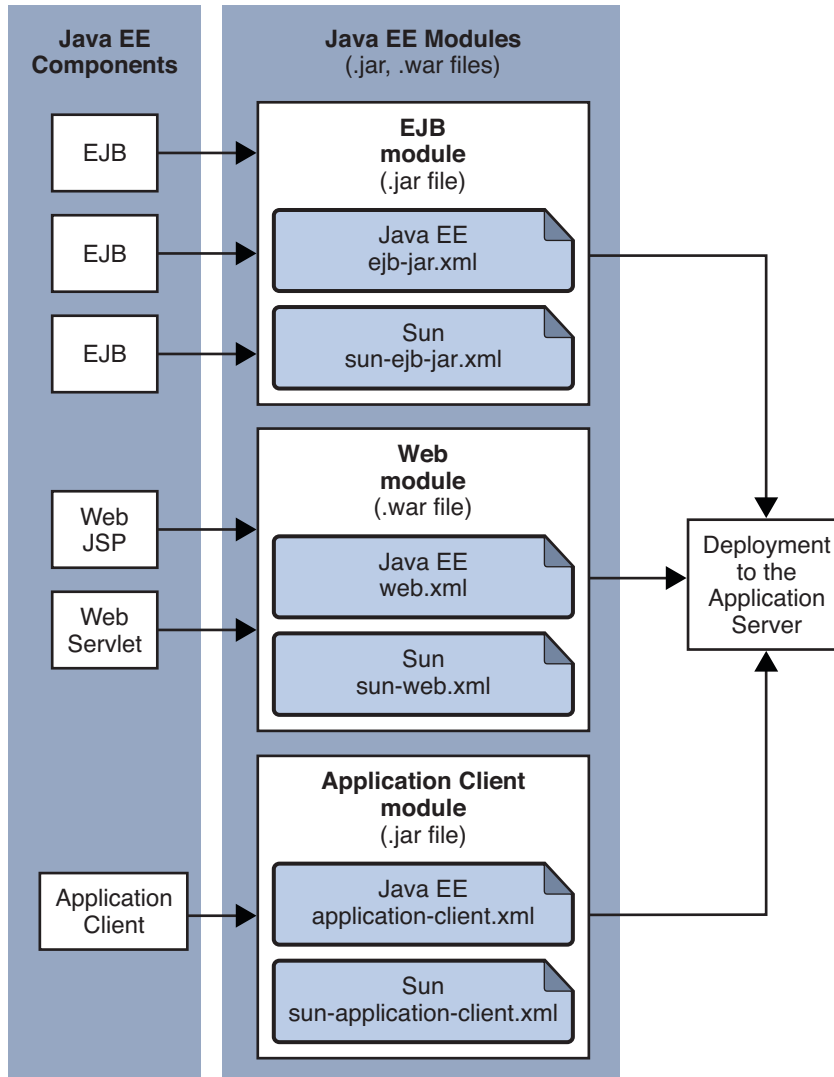 Java EE
Components
Java EE Modules
(.jar, .war files)
EJB
EJB
EJB
EJB
module
(.jar file)
Java EE
ejb-jar.xml
Sun
sun-ejb-jar.xml
Web
JSP
Web
Servlet
Web
module
(.war file)
Java EE
web.xml
Sun
sun-web.xml
Application
Client
Application Client
module
(.jar file)
Java EE
application-client.xml
Sun
sun-application-client.xml
Deployment
to the
Application
Server